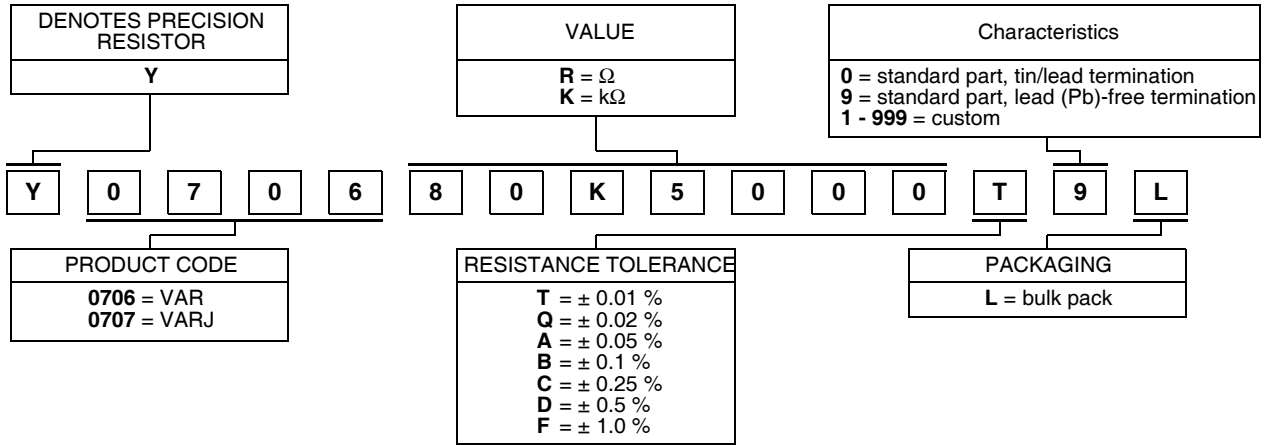 DENOTES PRECISION
RESISTOR
Y
VALUE
R = Ω
K = kΩ
Characteristics
0 = standard part, tin/lead termination
9 = standard part, lead (Pb)-free termination
1 - 999 = custom
Y 0 7 0 6 8 0 K 5 0 0 0 T 9 L
PRODUCT CODE
0706 = VAR
0707 = VARJ
RESISTANCE TOLERANCE
T = ± 0.01 %
Q = ± 0.02 %
A = ± 0.05 %
B = ± 0.1 %
C = ± 0.25 %
D = ± 0.5 %
F = ± 1.0 %
PACKAGING
L = bulk pack